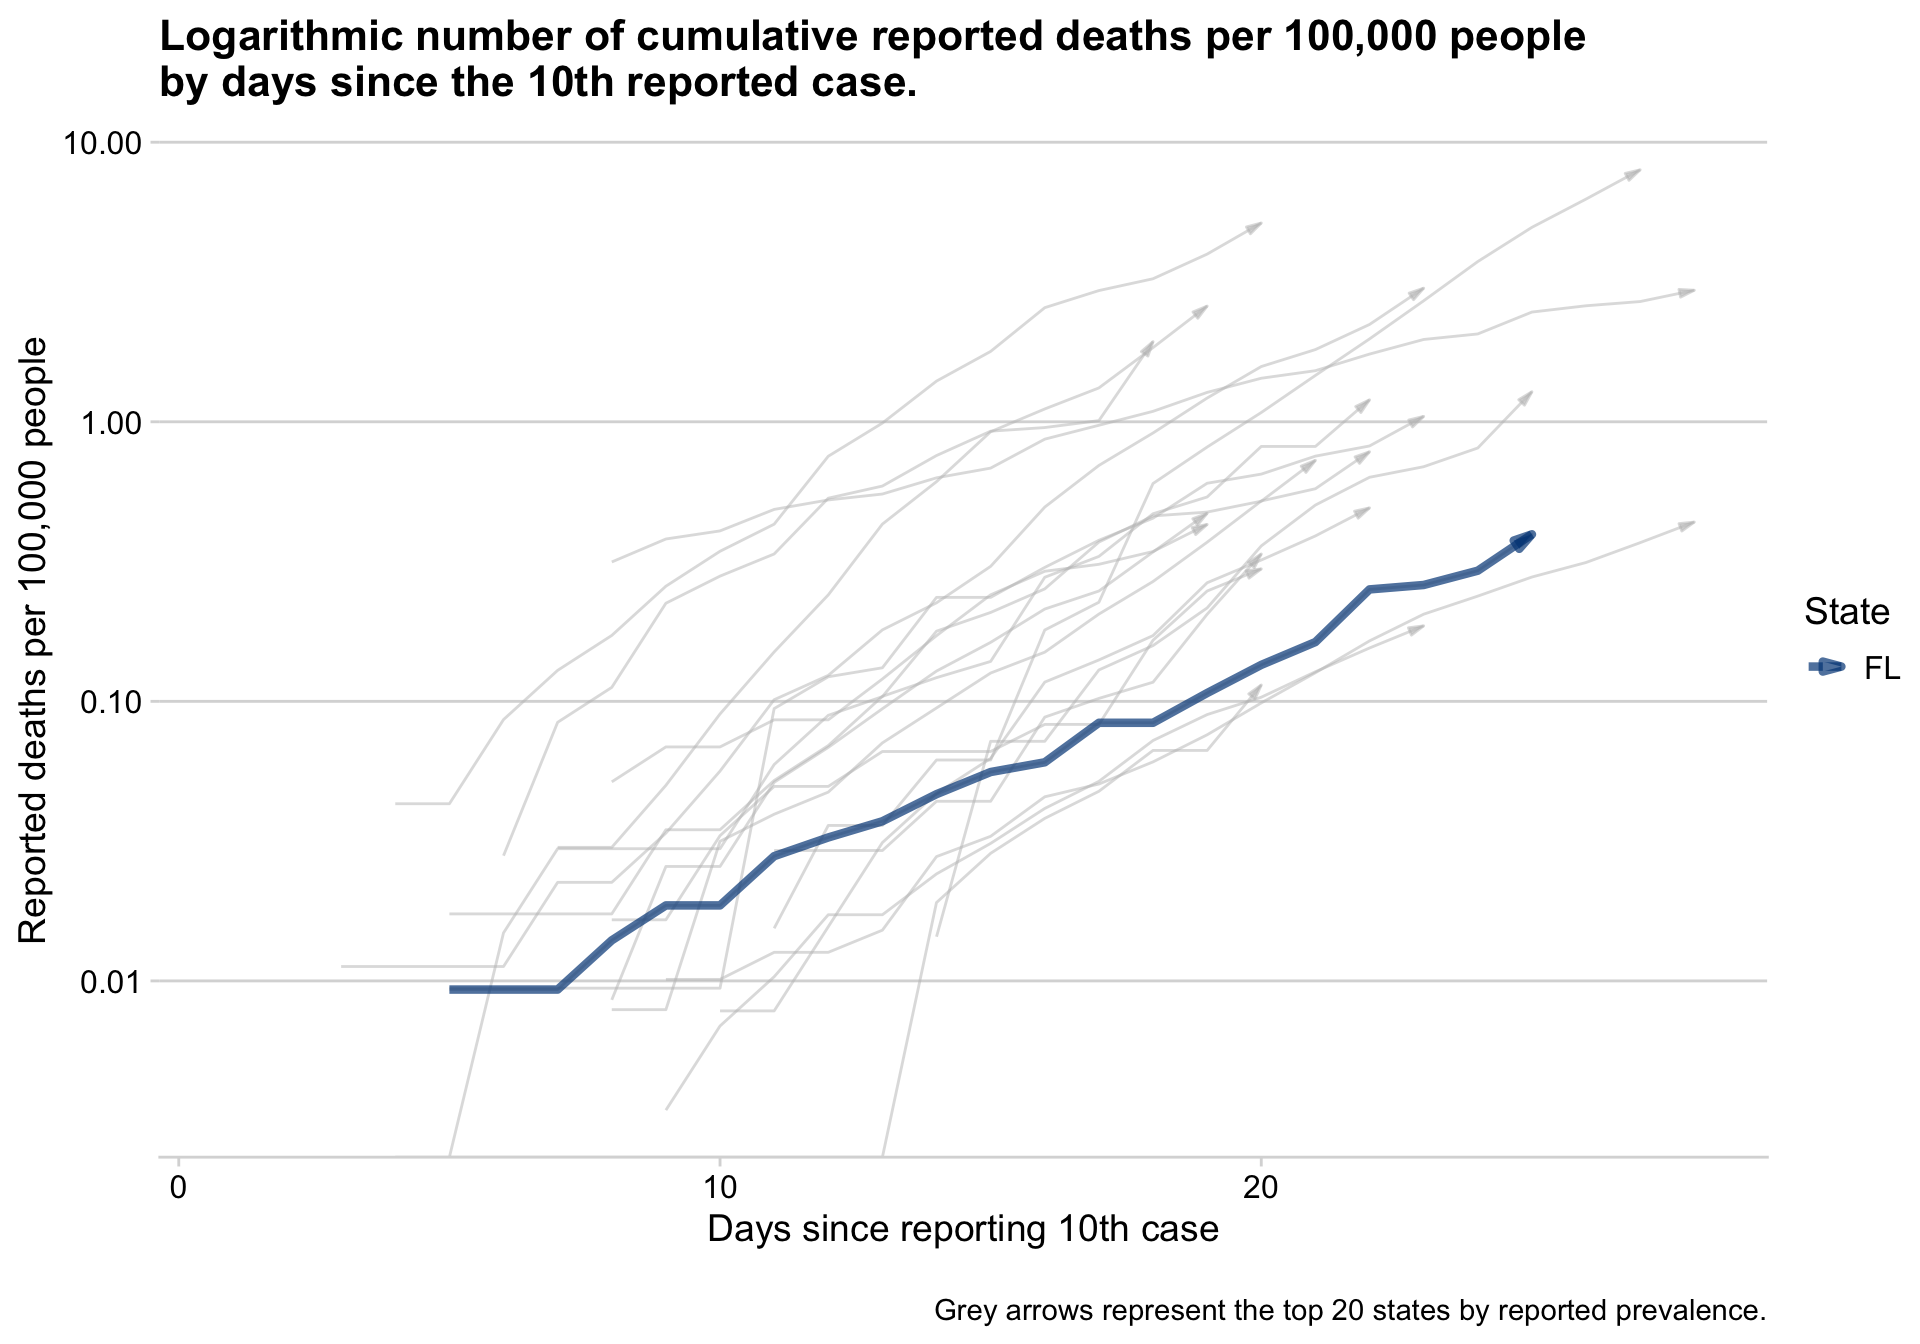 Logarithmic number of cumulative reported deaths per 100,000 people
by days since the 10th reported case.
10.00
1.00
0.10
0.01
Reported deaths per 100,000 people
0
10
20
Days since reporting 10th case
State
FL
Grey arrows represent the top 20 states by reported prevalence.